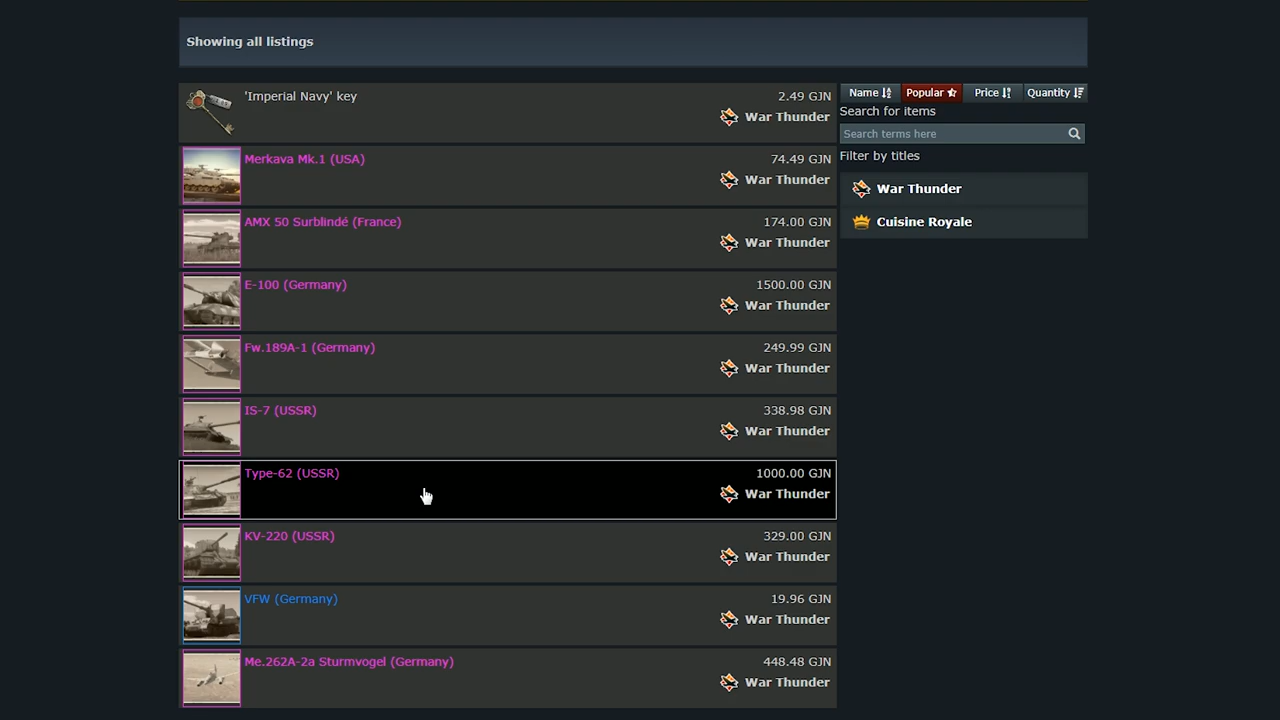 Showing all listings
'Imperial Navy' key
2.49 GJN
War Thunder
Merkava Mk.1 (USA)
74.49 GJN
War Thunder
AMX 50 Surblindé (France)
174.00 GJN
War Thunder
E-100 (Germany)
1500.00 GJN
War Thunder
Fw.189A-1 (Germany)
249.99 GJN
War Thunder
IS-7 (USSR)
338.98 GJN
War Thunder
Type-62 (USSR)
1000.00 GJN
War Thunder
KV-220 (USSR)
329.00 GJN
War Thunder
VFW (Germany)
19.96 GJN
War Thunder
Me.262A-2a Sturmvogel (Germany)
448.48 GJN
War Thunder
Name Popular Price Quantity
Search for items
Search terms here
Filter by titles
War Thunder
Cuisine Royale